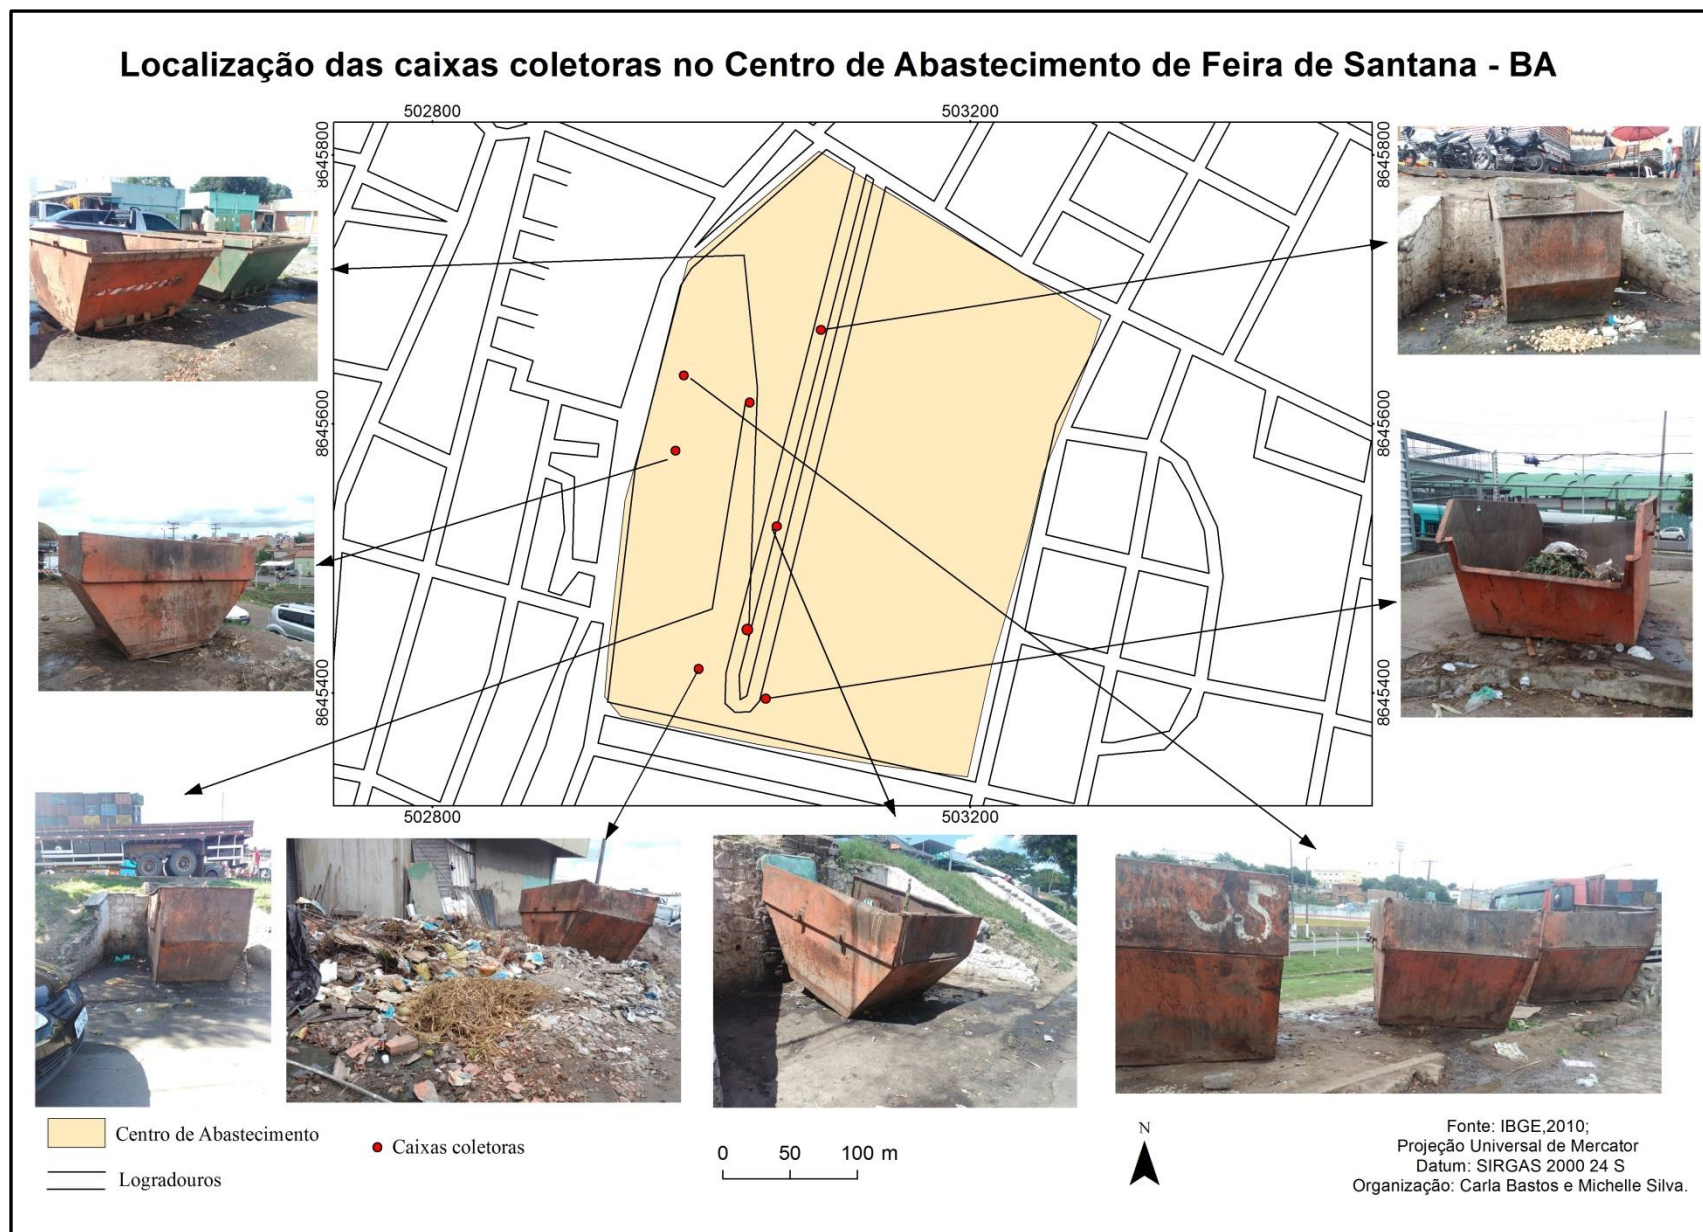 Localização das caixas coletoras no Centro de Abastecimento de Feira de Santana - BA
502800
503200
8645800
8645800
8645600
8645600
8645400
8645400
502800
503200
Centro de Abastecimento
Caixas coletoras
Logradouros
0 50 100 m
N
Fonte: IBGE,2010;
Projeção Universal de Mercator
Datum: SIRGAS 2000 24 S
Organização: Carla Bastos e Michelle Silva.